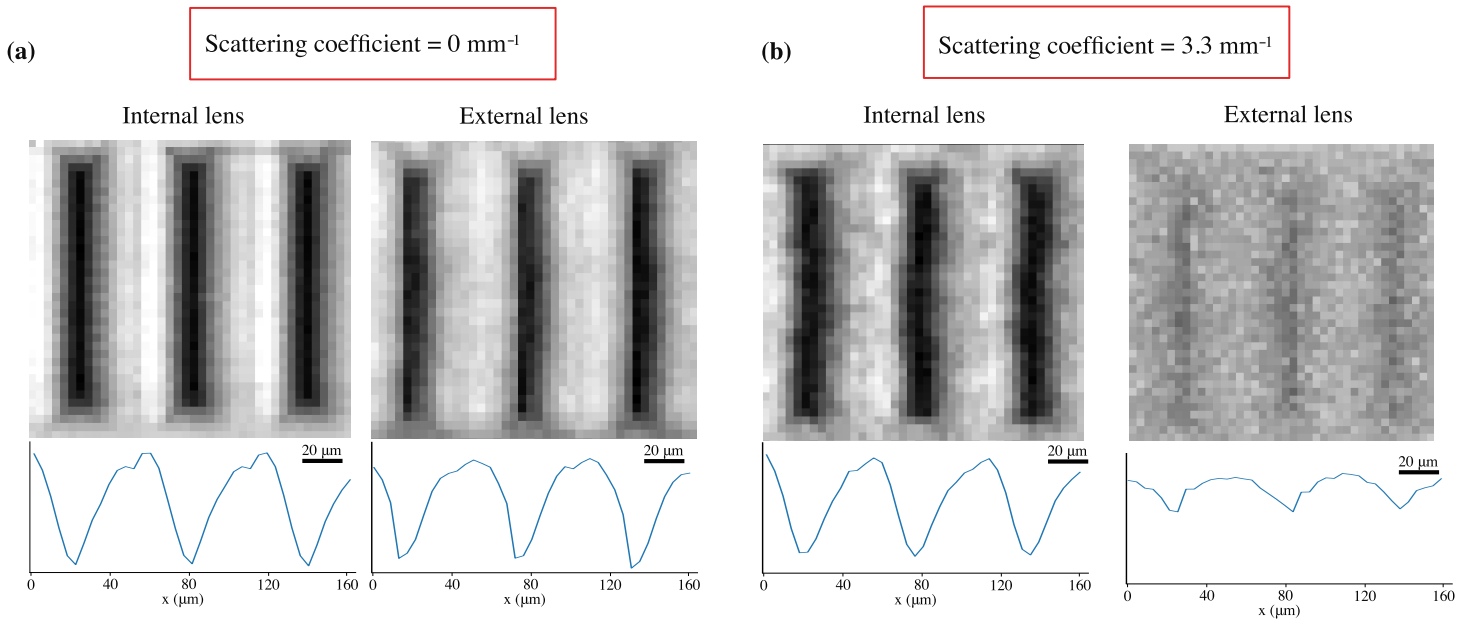 (a)
Scattering coefficient = 0 mm⁻¹
(b)
Scattering coefficient = 3.3 mm⁻¹
Internal lens
External lens
Internal lens
External lens
20 μm
20 μm
20 μm
20 μm
0 40 80 120 160
x (μm)
0 40 80 120 160
x (μm)
0 40 80 120 160
x (μm)
0 40 80 120 160
x (μm)